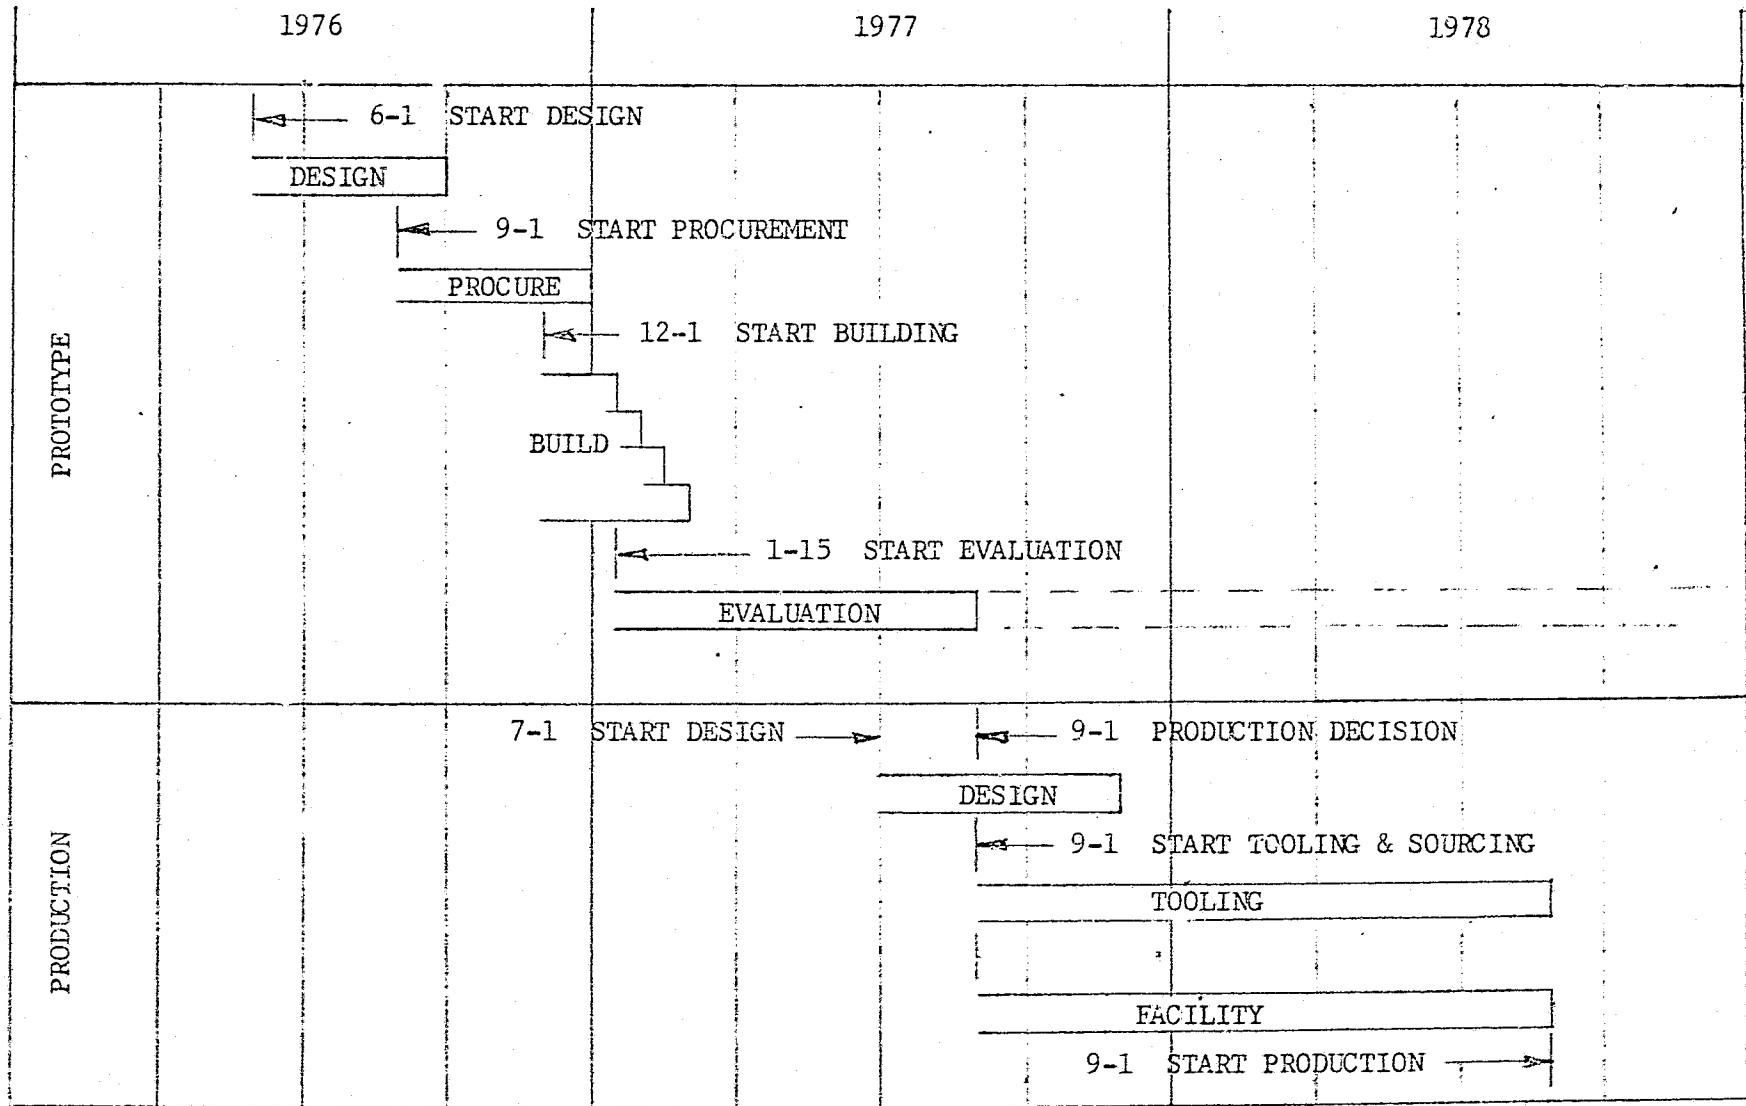 1976 1977 1978
PROTOTYPE
6-1 START DESIGN
DESIGN
9-1 START PROCUREMENT
PROCURE
12-1 START BUILDING
BUILD
1-15 START EVALUATION
EVALUATION
PRODUCTION
7-1 START DESIGN
9-1 PRODUCTION DECISION
DESIGN
9-1 START TOOLING & SOURCING
TOOLING
FACILITY
9-1 START PRODUCTION